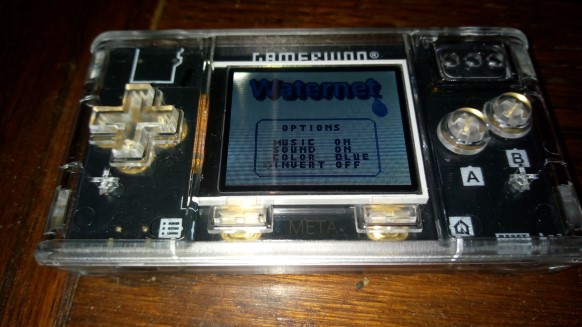 GAMEBUINO®
Waternet
OPTIONS
MUSIC ON
SOUND ON
COLOR BLUE
INVERT OFF
B
A
META